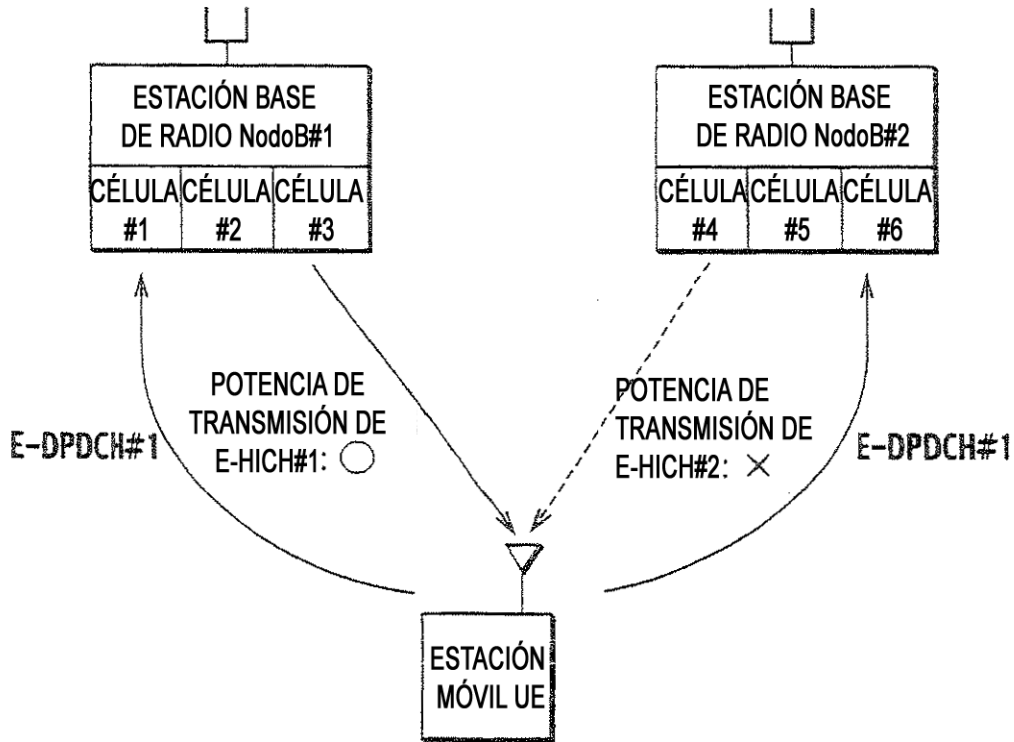 ESTACIÓN BASE
DE RADIO NodoB#1
CÉLULA
#1
CÉLULA
#2
CÉLULA
#3
ESTACIÓN BASE
DE RADIO NodoB#2
CÉLULA
#4
CÉLULA
#5
CÉLULA
#6
E-DPDCH#1
POTENCIA DE
TRANSMISIÓN DE
E-HICH#1: ○
POTENCIA DE
TRANSMISIÓN DE
E-HICH#2: ×
E-DPDCH#1
ESTACIÓN
MÓVIL UE